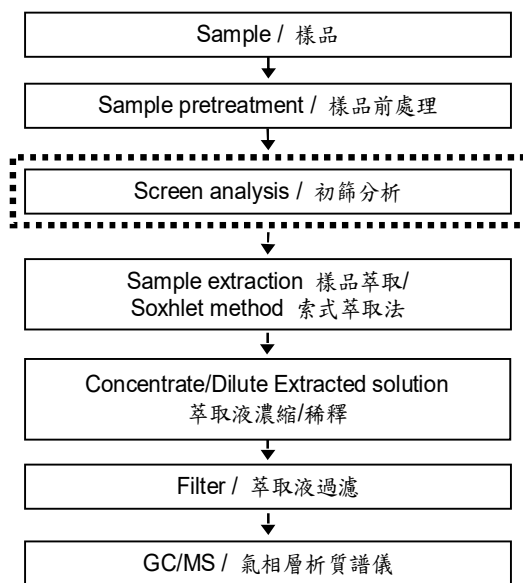 Sample / 樣品
Sample pretreatment / 樣品前處理
Screen analysis / 初篩分析
Sample extraction 樣品萃取/
Soxhlet method 索式萃取法
Concentrate/Dilute Extracted solution
萃取液濃縮/稀釋
Filter / 萃取液過濾
GC/MS / 氣相層析質譜儀